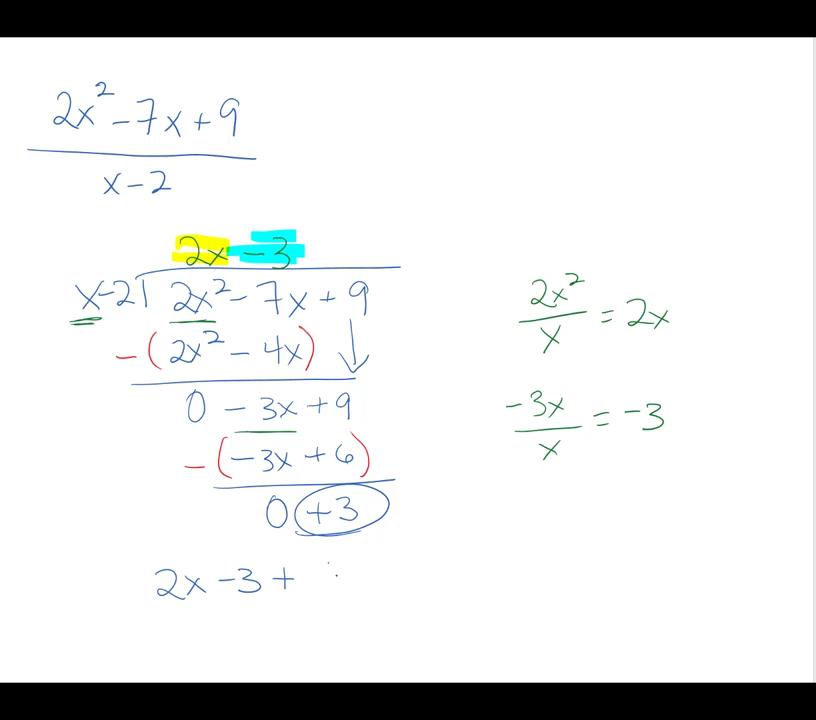 2x² - 7x + 9
x - 2
2x - 3
x - 2 ) 2x² - 7x + 9
- ( 2x² - 4x )
0 - 3x + 9
- ( -3x + 6 )
0 + 3
2x - 3 +
2x² / x = 2x
-3x / x = -3